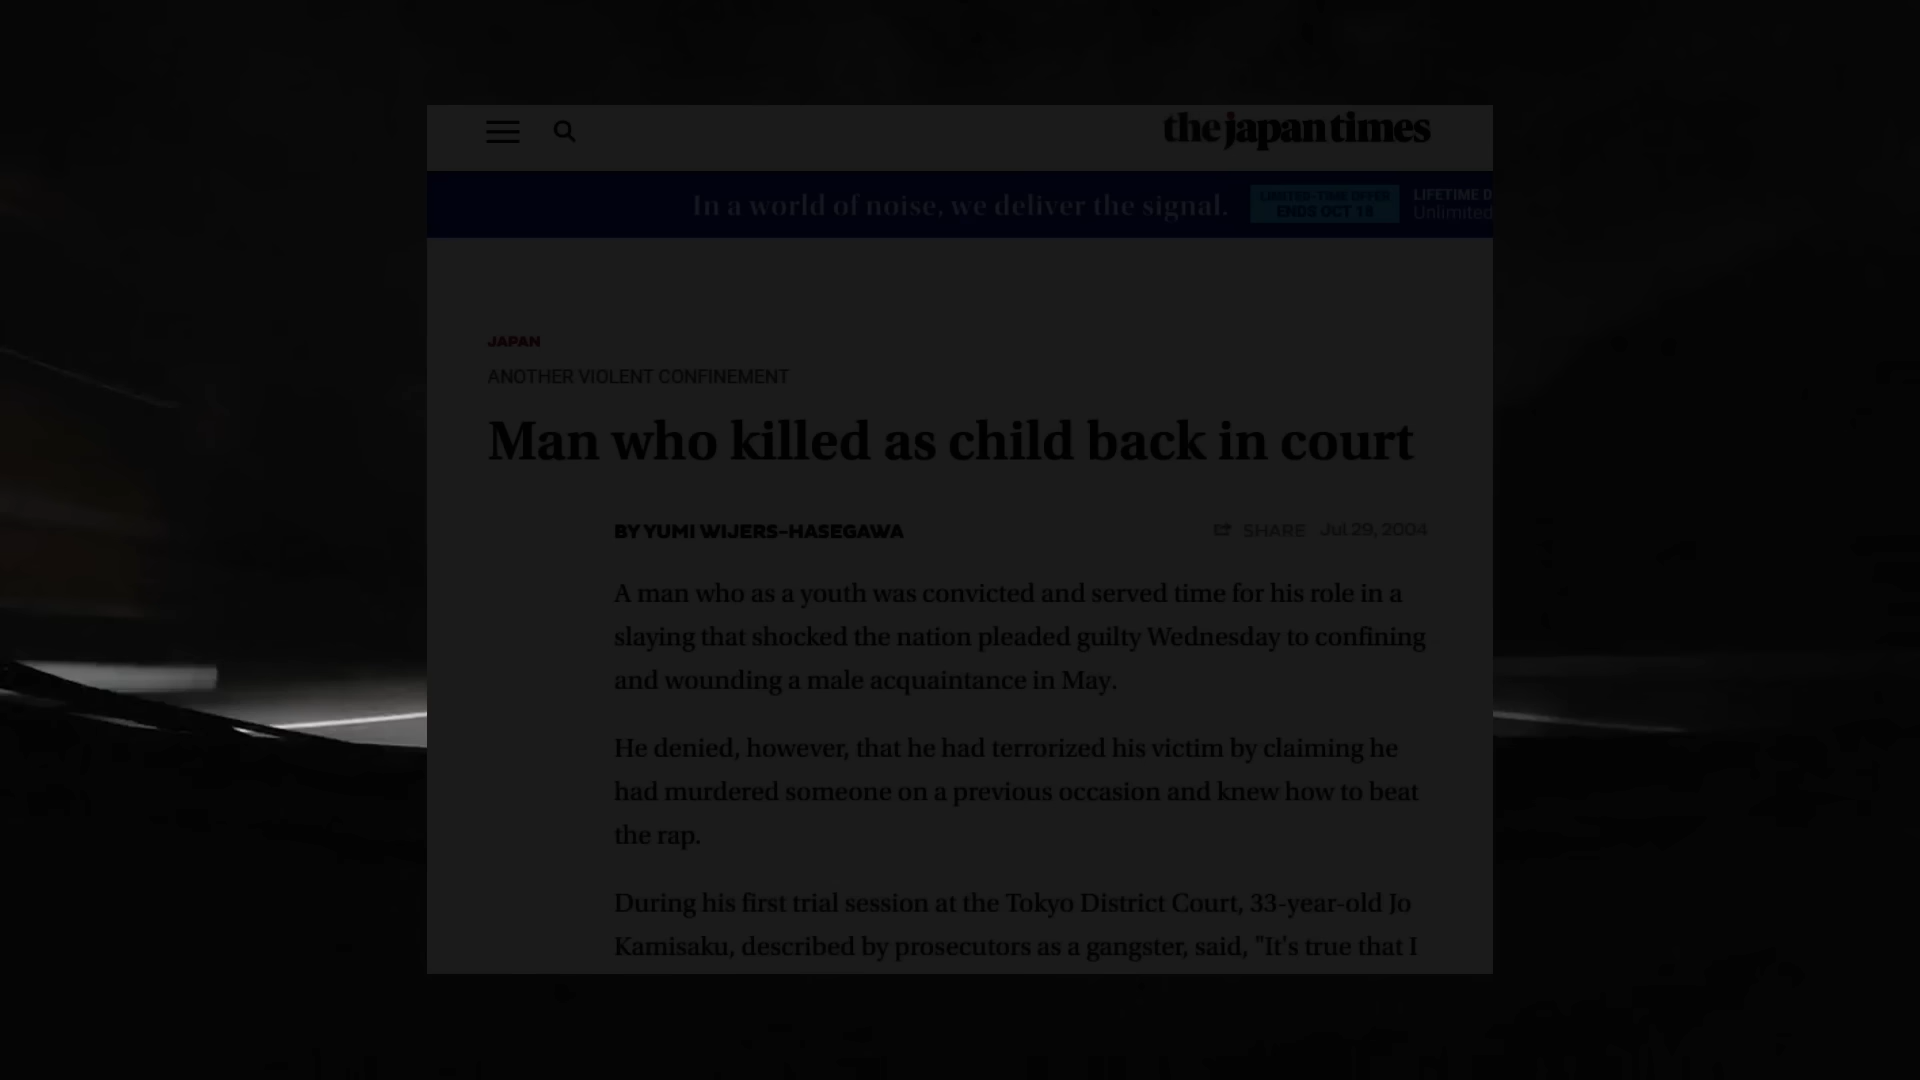 the japan times
In a world of noise, we deliver the signal.
LIMITED-TIME OFFER
ENDS OCT 18
LIFETIME D
Unlimited
JAPAN
ANOTHER VIOLENT CONFINEMENT
Man who killed as child back in court
BY YUMI WIJERS-HASEGAWA
SHARE Jul 29, 2004
A man who as a youth was convicted and served time for his role in a
slaying that shocked the nation pleaded guilty Wednesday to confining
and wounding a male acquaintance in May.
He denied, however, that he had terrorized his victim by claiming he
had murdered someone on a previous occasion and knew how to beat
the rap.
During his first trial session at the Tokyo District Court, 33-year-old Jo
Kamisaku, described by prosecutors as a gangster, said, "It's true that I